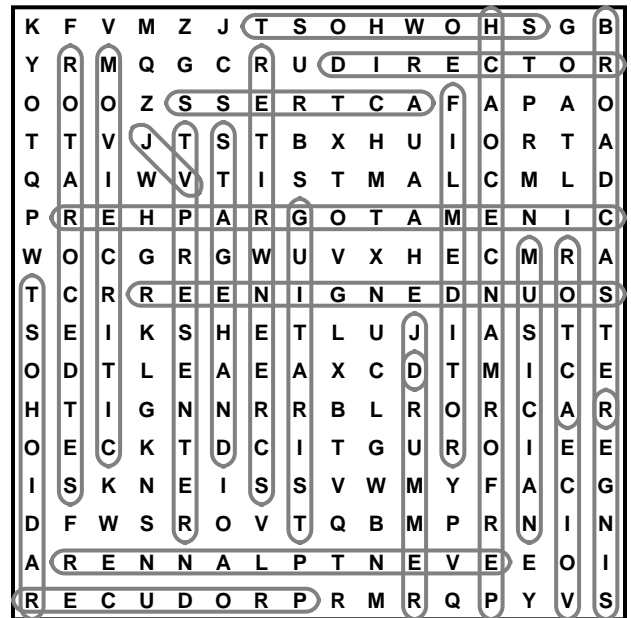 K F V M Z J T S O H W O H S G B
Y R M Q G C R U D I R E C T O R
O O O Z S S E R T C A F A P A O
T T V J T S T B X H U I O R T A
Q A I W V T I S T M A L C M L D
P R E H P A R G O T A M E N I C
W O C G R G W U V X H E C M R A
T C R R E E N I G N E D N U O S
S E I K S H E T L U J I A S T T
O D T L E A E A X C D T M I C E
H T I G N N R R B L R O R C A R
O E C K T D C I T G U R O I E E
I S K N E I S S V W M Y F A C G
D F W S R O V T Q B M P R N I N
A R E N N A L P T N E V E E O I
R E C U D O R P R M R Q P Y V S